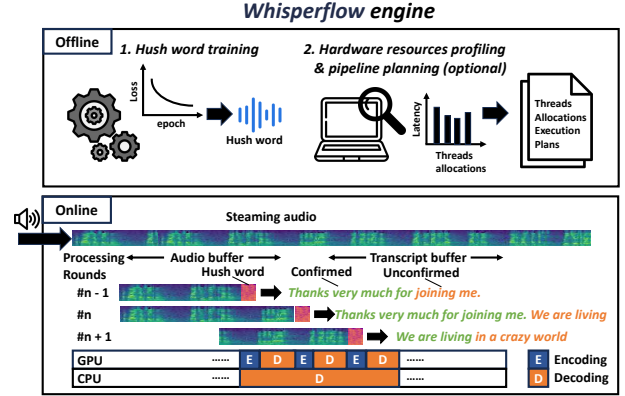 Whisperflow engine
Offline
1. Hush word training
Loss
epoch
Hush word
2. Hardware resources profiling
& pipeline planning (optional)
Latency
Threads
allocations
Threads
Allocations
Execution
Plans
Online
Steaming audio
Processing
Rounds
Audio buffer
Transcript buffer
Hush word
Confirmed
Unconfirmed
#n - 1
Thanks very much for joining me.
#n
Thanks very much for joining me. We are living
#n + 1
We are living in a crazy world
GPU ...... E D E D E D ......
CPU ...... D ......
E Encoding
D Decoding